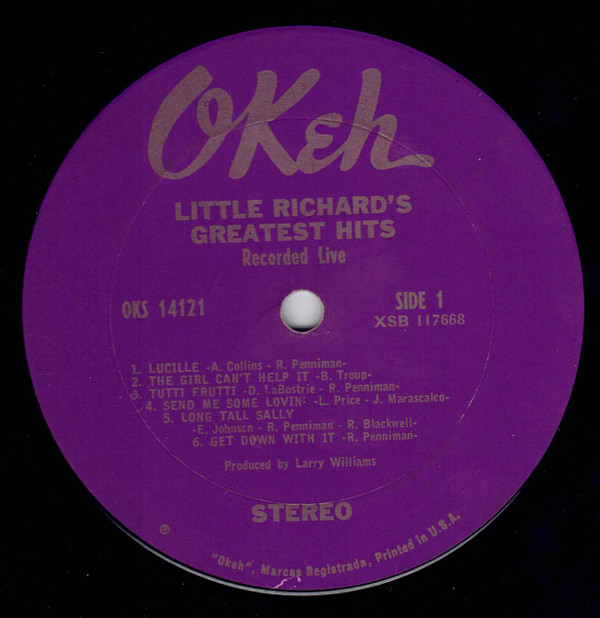 OKeh
LITTLE RICHARD'S
GREATEST HITS
Recorded Live
OKS 14121
SIDE 1
XSB 117668
1. LUCILLE -A. Collins - R. Penniman-
2. THE GIRL CAN'T HELP IT -B. Troup-
3. TUTTI FRUTTI -D. LaBostrie - R. Penniman-
4. SEND ME SOME LOVIN' -L. Price - J. Marascalco-
5. LONG TALL SALLY
-E. Johnson - R. Penniman - R. Blackwell-
6. GET DOWN WITH IT -R. Penniman-
Produced by Larry Williams
STEREO
"Okeh", Marcas Registrada, Printed in U.S.A.